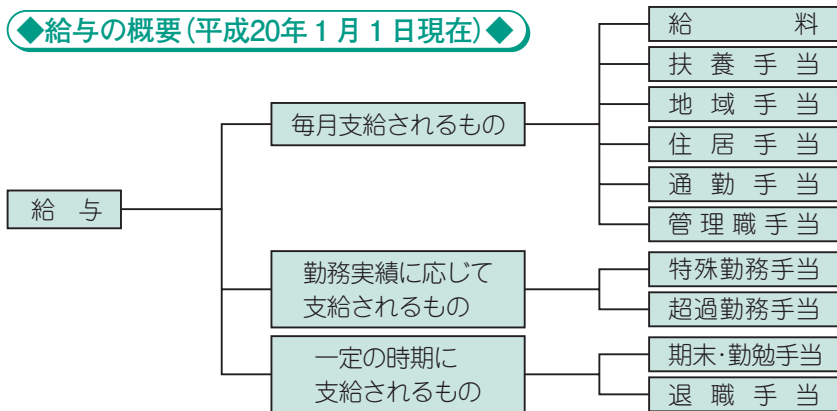 ◆給与の概要(平成20年1月1日現在)◆
給与
毎月支給されるもの
給料
扶養手当
地域手当
住居手当
通勤手当
管理職手当
勤務実績に応じて
支給されるもの
特殊勤務手当
超過勤務手当
一定の時期に
支給されるもの
期末・勤勉手当
退職手当